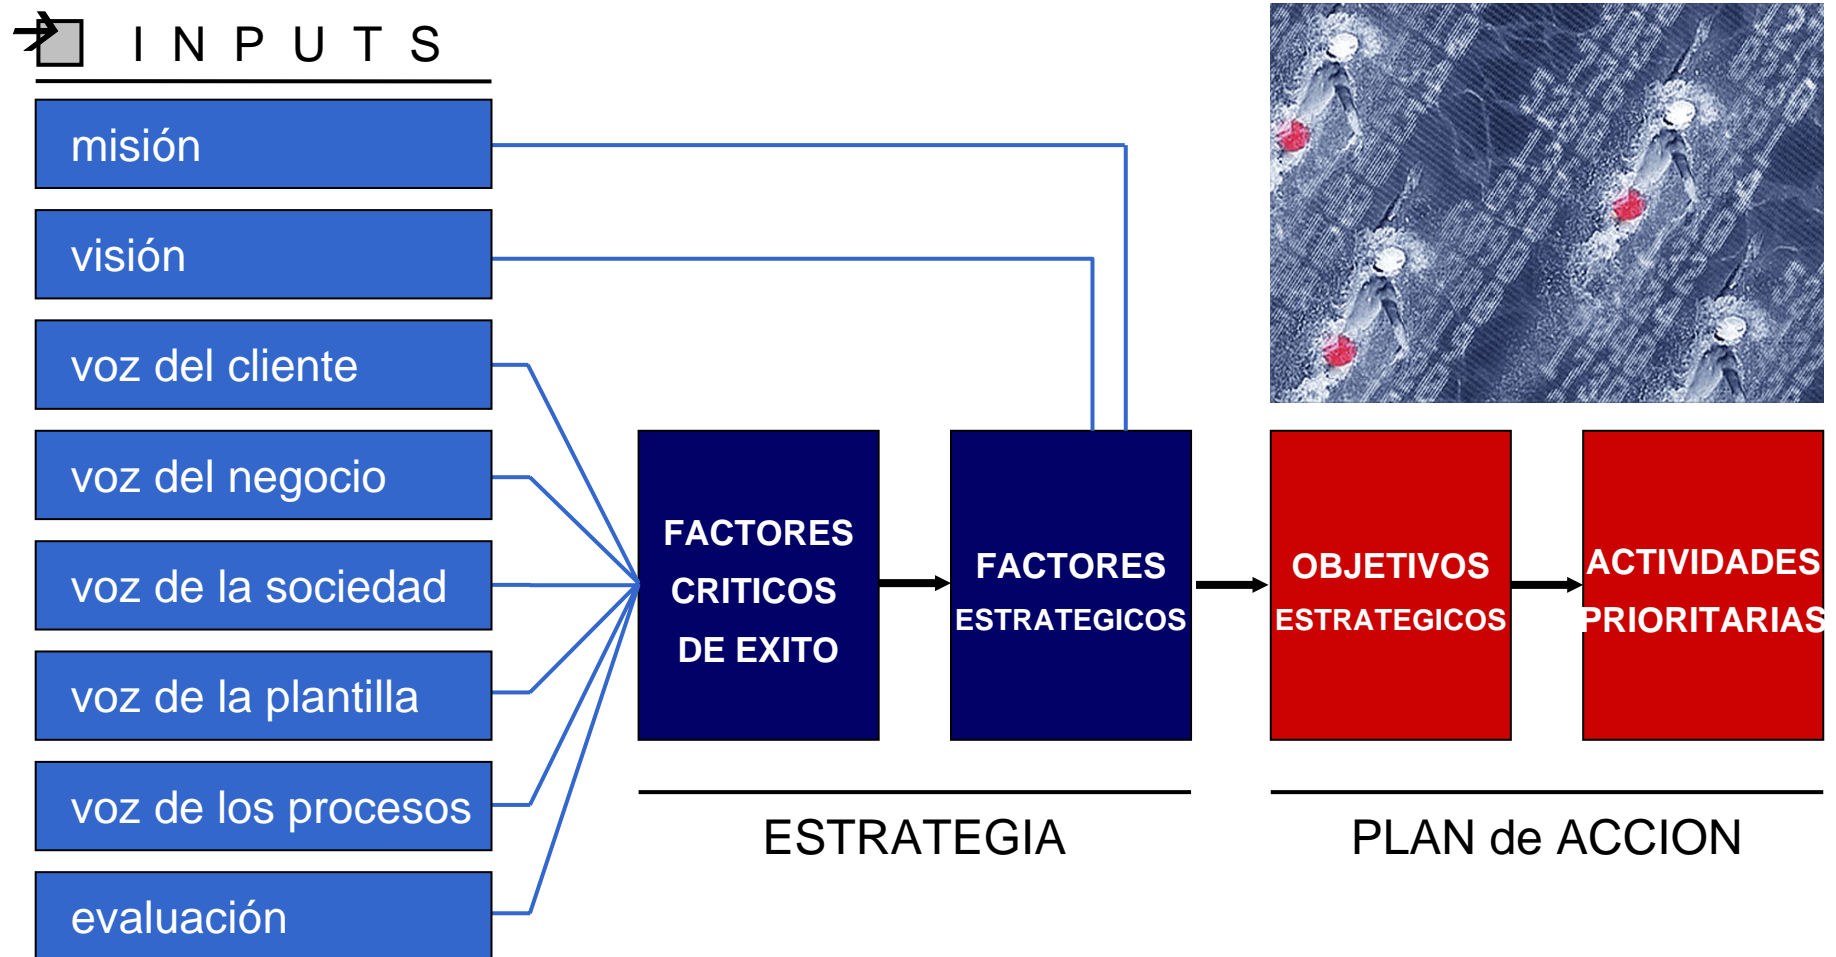 INPUTS
misión
visión
voz del cliente
voz del negocio
voz de la sociedad
voz de la plantilla
voz de los procesos
evaluación
FACTORES
CRITICOS
DE EXITO
FACTORES
ESTRATEGICOS
OBJETIVOS
ESTRATEGICOS
ACTIVIDADES
PRIORITARIAS
ESTRATEGIA
PLAN de ACCION